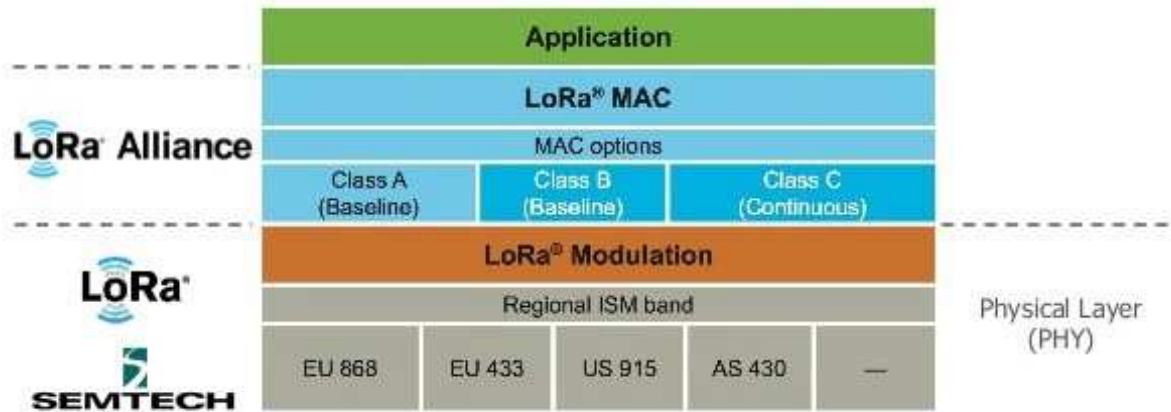 Application
LoRa® MAC
LoRa Alliance
MAC options
Class A
(Baseline)
Class B
(Baseline)
Class C
(Continuous)
LoRa® Modulation
LoRa®
Regional ISM band
Physical Layer
(PHY)
EU 868
EU 433
US 915
AS 430
—
SEMTECH